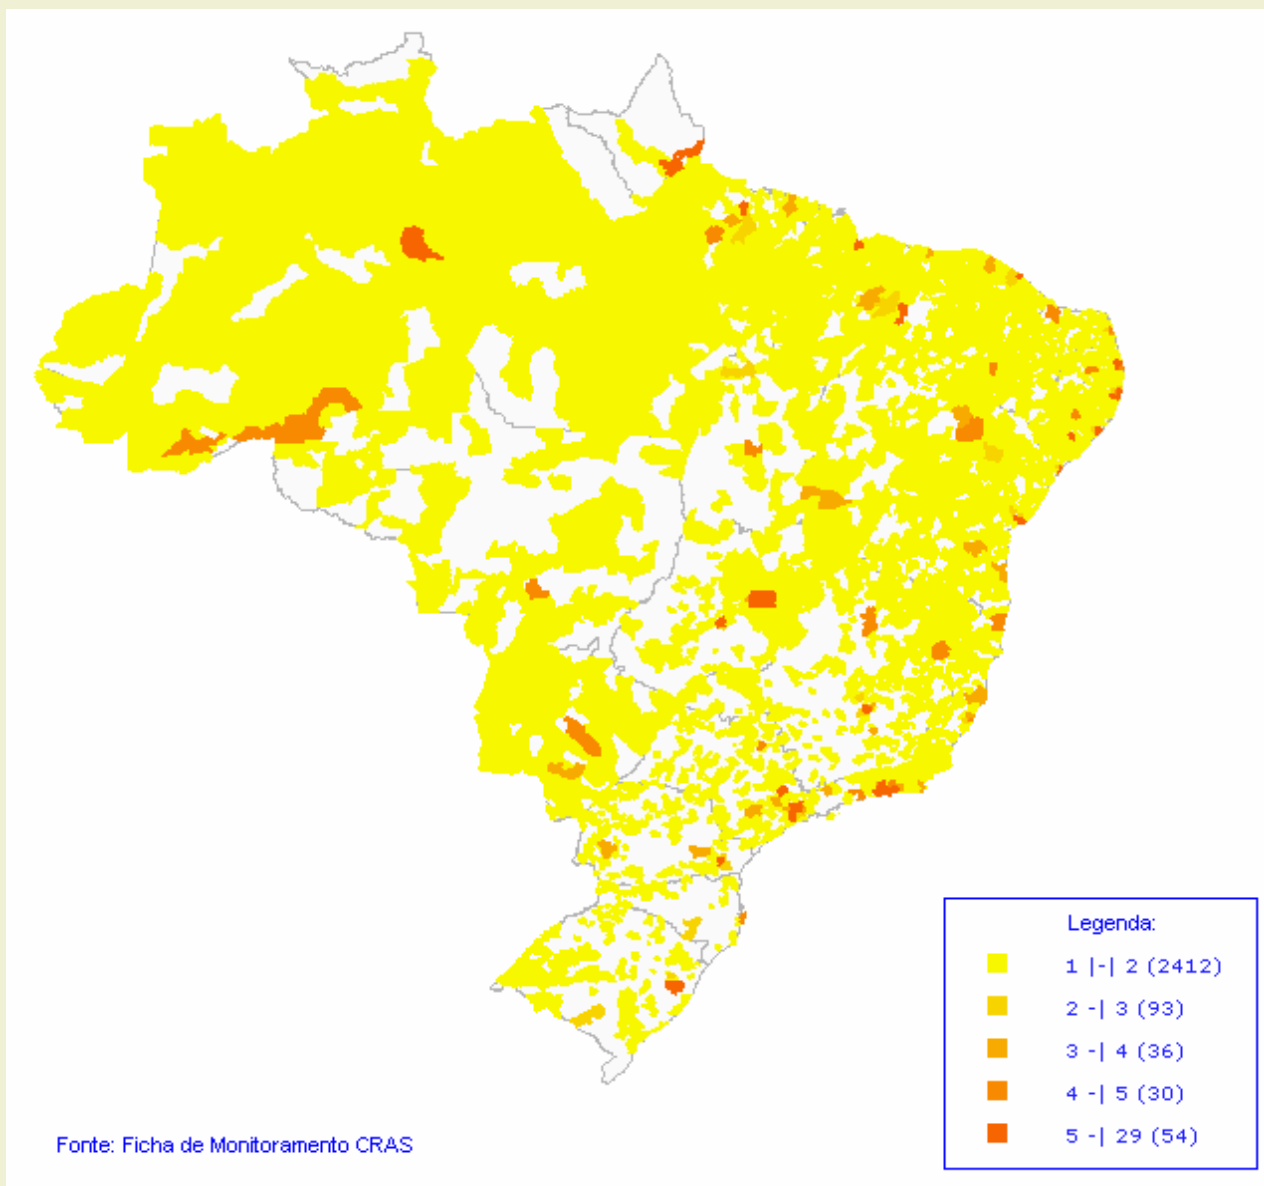 Legenda:
1 |-| 2 (2412)
2 -| 3 (93)
3 -| 4 (36)
4 -| 5 (30)
5 -| 29 (54)
Fonte: Ficha de Monitoramento CRAS